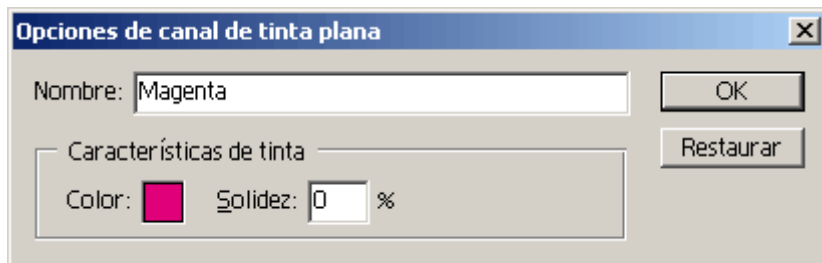 Opciones de canal de tinta plana
Nombre: Magenta OK
Características de tinta Restaurar
Color: Solidez: 0 %